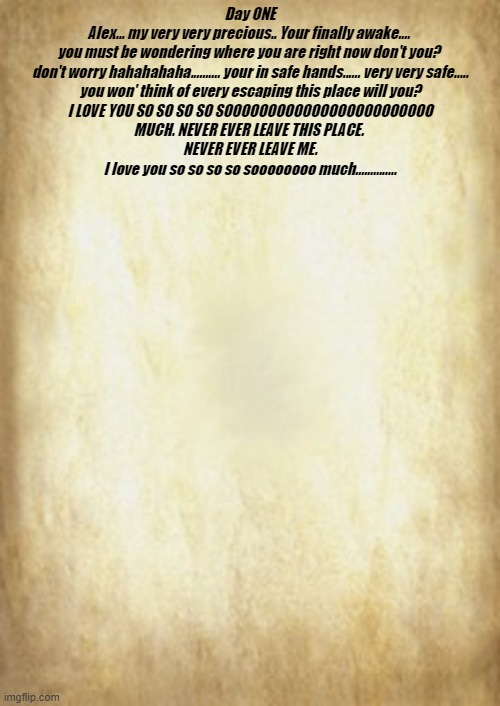 Day ONE
Alex... my very very precious.. Your finally awake....
you must be wondering where you are right now don't you?
don't worry hahahahaha.......... your in safe hands...... very very safe.....
you won' think of every escaping this place will you?
I LOVE YOU SO SO SO SO SOOOOOOOOOOOOOOOOOOOOOOOO
MUCH. NEVER EVER LEAVE THIS PLACE.
NEVER EVER LEAVE ME.
I love you so so so so soooooooo much..............
imgflip.com